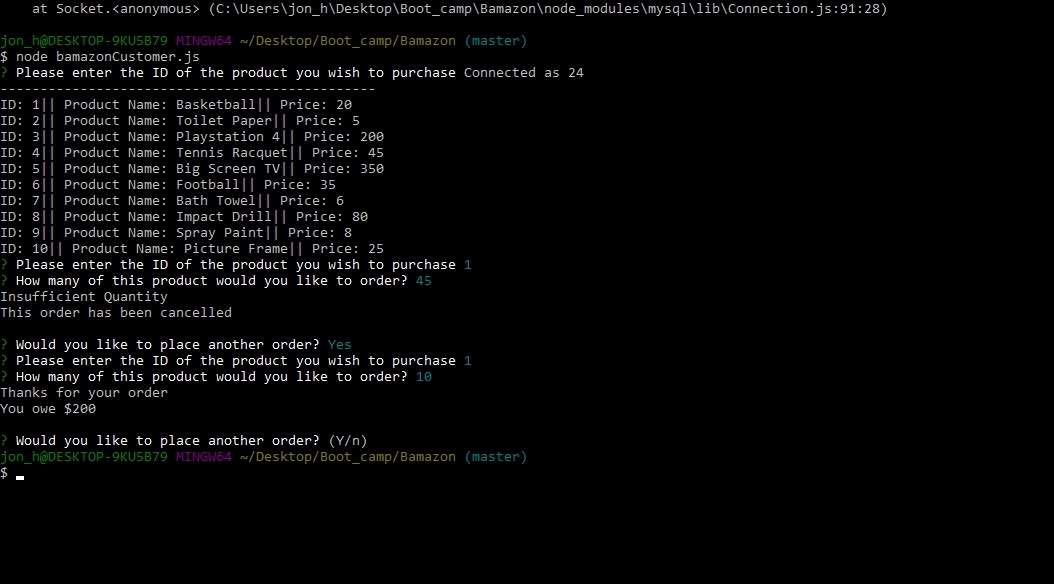 at Socket.<anonymous> (C:\Users\jon_h\Desktop\Boot_camp\Bamazon\node_modules\mysql\lib\Connection.js:91:28)
jon_h@DESKTOP-9KU5B79 MINGW64 ~/Desktop/Boot_camp/Bamazon (master)
$ node bamazonCustomer.js
? Please enter the ID of the product you wish to purchase Connected as 24
-----------------------------------------------
ID: 1|| Product Name: Basketball|| Price: 20
ID: 2|| Product Name: Toilet Paper|| Price: 5
ID: 3|| Product Name: Playstation 4|| Price: 200
ID: 4|| Product Name: Tennis Racquet|| Price: 45
ID: 5|| Product Name: Big Screen TV|| Price: 350
ID: 6|| Product Name: Football|| Price: 35
ID: 7|| Product Name: Bath Towel|| Price: 6
ID: 8|| Product Name: Impact Drill|| Price: 80
ID: 9|| Product Name: Spray Paint|| Price: 8
ID: 10|| Product Name: Picture Frame|| Price: 25
? Please enter the ID of the product you wish to purchase 1
? How many of this product would you like to order? 45
Insufficient Quantity
This order has been cancelled
? Would you like to place another order? Yes
? Please enter the ID of the product you wish to purchase 1
? How many of this product would you like to order? 10
Thanks for your order
You owe $200
? Would you like to place another order? (Y/n)
jon_h@DESKTOP-9KU5B79 MINGW64 ~/Desktop/Boot_camp/Bamazon (master)
$